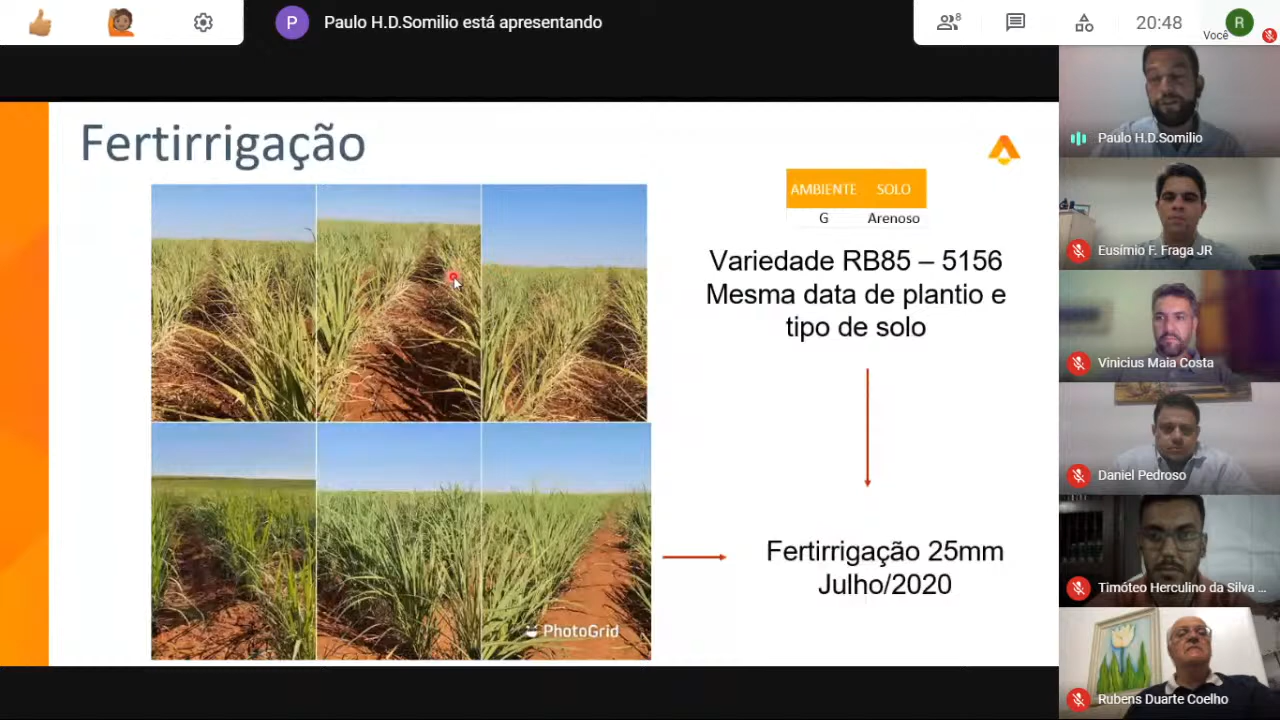 P
Paulo H.D.Somilio está apresentando
8
20:48
Você
R
Fertirrigação
AMBIENTE SOLO
G Arenoso
Variedade RB85 – 5156
Mesma data de plantio e
tipo de solo
Fertirrigação 25mm
Julho/2020
PhotoGrid
Paulo H.D.Somilio
Eusímio F. Fraga JR
Vinicius Maia Costa
Daniel Pedroso
Timóteo Herculino da Silva ...
Rubens Duarte Coelho